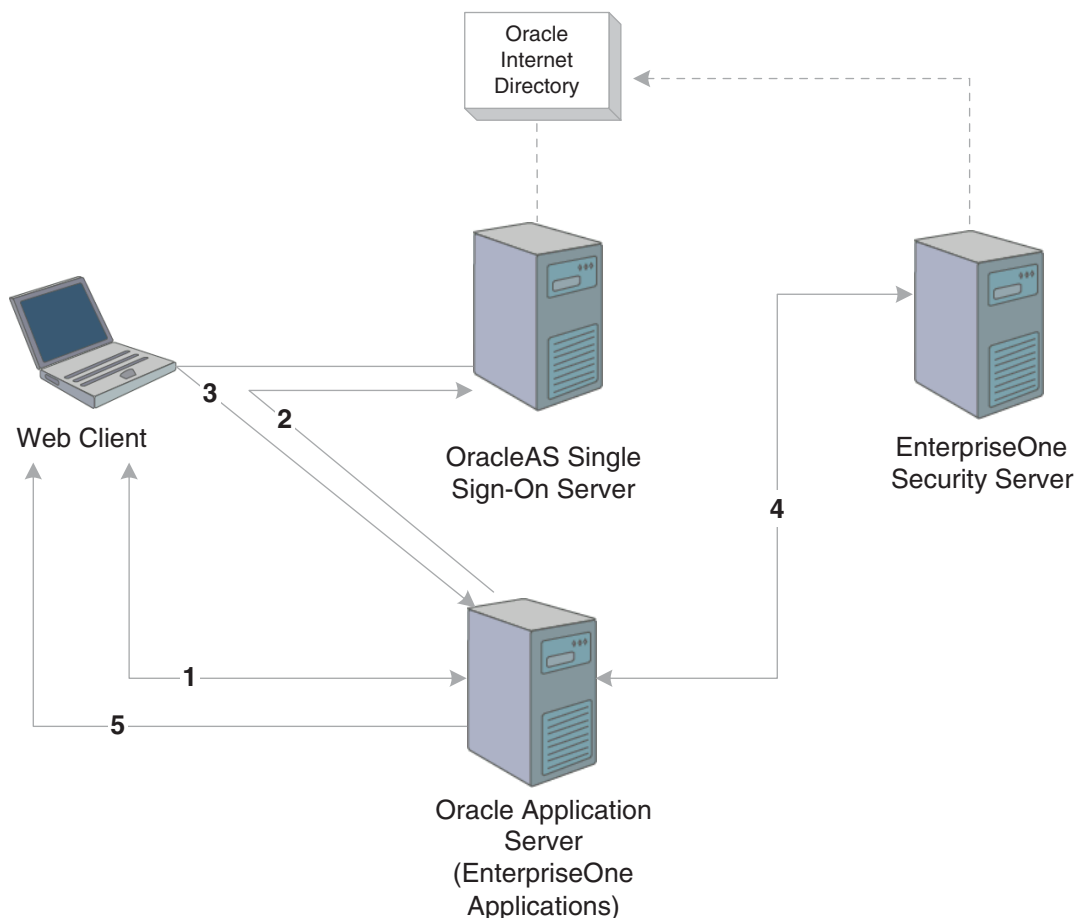 Oracle
Internet
Directory
3
2
Web Client
OracleAS Single
Sign-On Server
EnterpriseOne
Security Server
4
1
5
Oracle Application
Server
(EnterpriseOne
Applications)